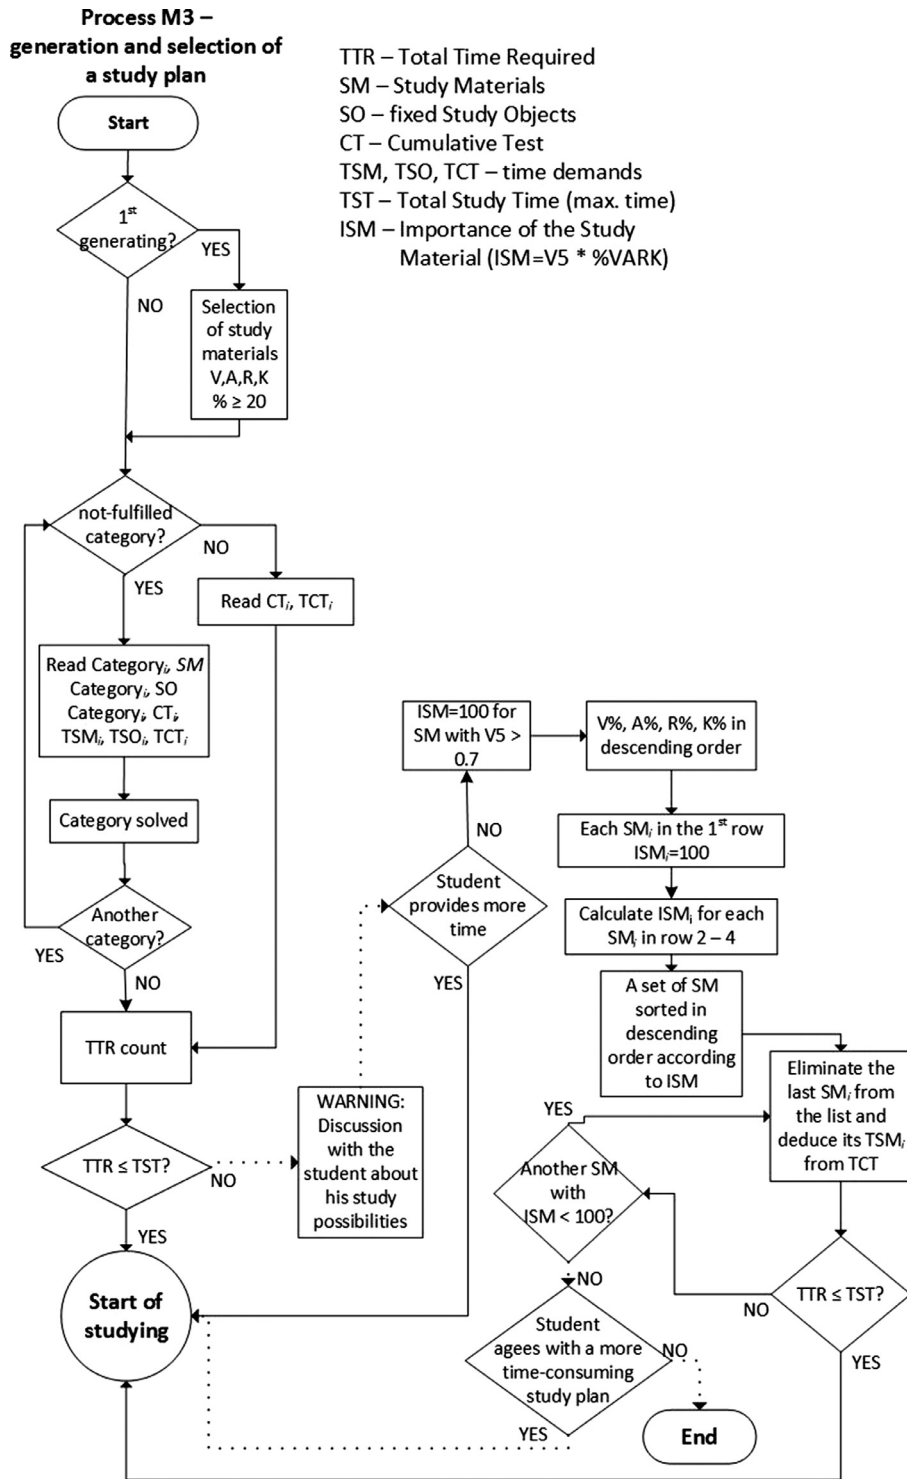 Process M3 –
generation and selection of
a study plan
TTR – Total Time Required
SM – Study Materials
SO – fixed Study Objects
CT – Cumulative Test
TSM, TSO, TCT – time demands
TST – Total Study Time (max. time)
ISM – Importance of the Study
Material (ISM=V5 * %VARK)
Start
1st
generating?
YES
NO
Selection
of study
materials
V,A,R,K
% ≥ 20
not-fulfilled
category?
NO
YES
Read CTi, TCTi
Read Categoryi, SM
Categoryi, SO
Categoryi, CTi,
TSMi, TSOi, TCTi
Category solved
Another
category?
YES
NO
TTR count
TTR ≤ TST?
NO
YES
WARNING:
Discussion
with the
student about
his study
possibilities
Start of
studying
Student
provides more
time
NO
YES
ISM=100 for
SM with V5 >
0.7
V%, A%, R%, K% in
descending order
Each SMi in the 1st row
ISMi=100
Calculate ISMi for each
SMi in row 2 – 4
A set of SM
sorted in
descending
order according
to ISM
Eliminate the
last SMi from
the list and
deduce its TSMi
from TCT
TTR ≤ TST?
NO
YES
Another SM
with
ISM < 100?
YES
NO
Student
agees with a more
time-consuming
study plan
NO
YES
End